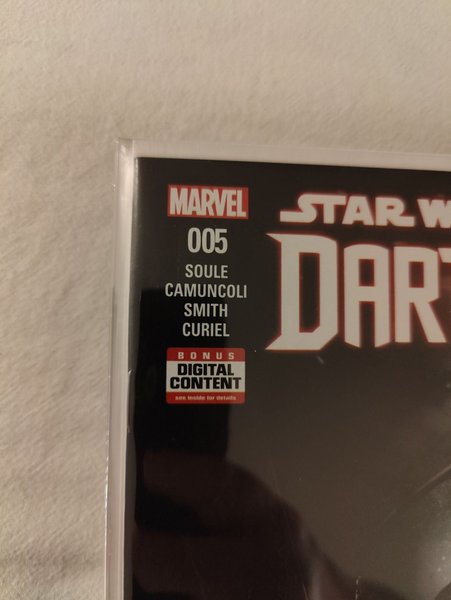 MARVEL
005
SOULE
CAMUNCOLI
SMITH
CURIEL
BONUS
DIGITAL
CONTENT
see inside for details
STAR W
DART